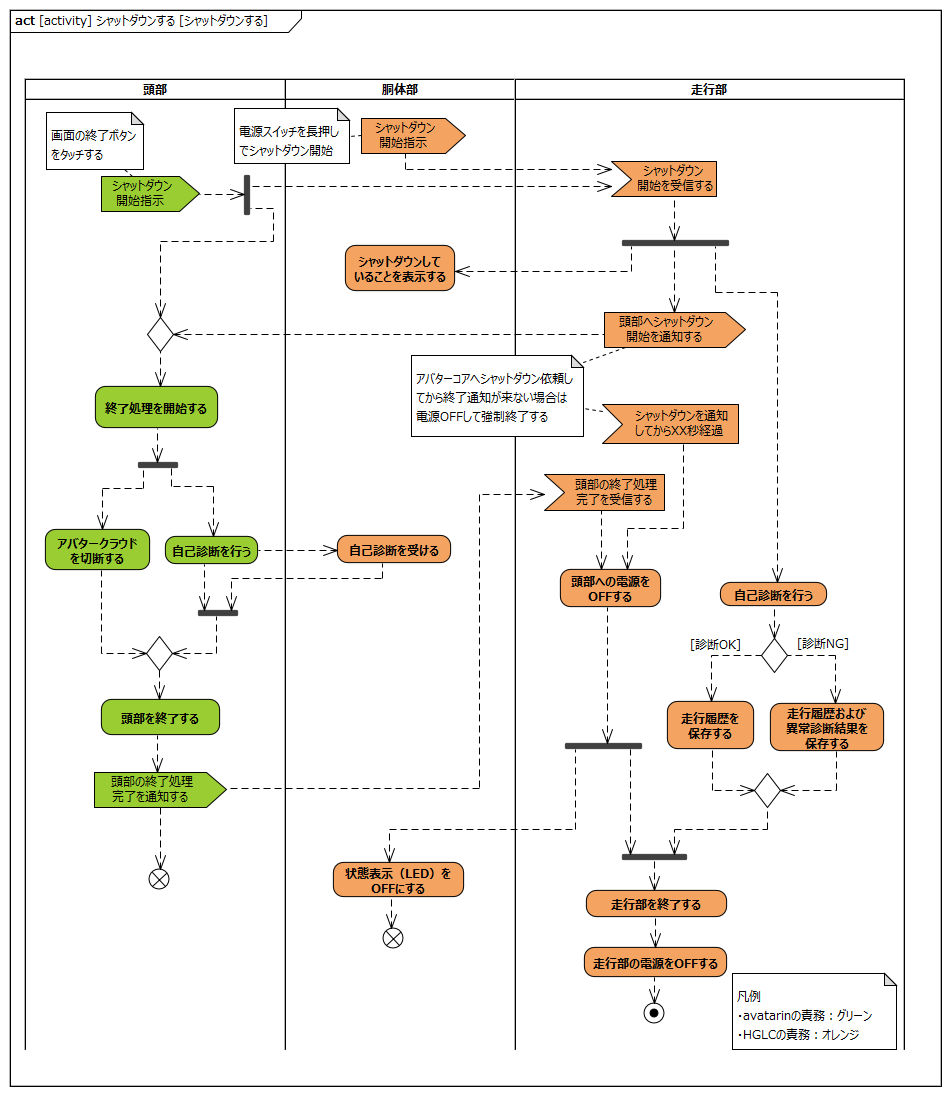 act [activity] シャットダウンする [シャットダウンする]
頭部
胴体部
走行部
画面の終了ボタン
をタッチする
電源スイッチを長押し
でシャットダウン開始
シャットダウン
開始指示
シャットダウン
開始指示
シャットダウン
開始を受信する
シャットダウンして
いることを表示する
頭部へシャットダウン
開始を通知する
アバターコアへシャットダウン依頼し
てから終了通知が来ない場合は
電源OFFして強制終了する
シャットダウンを通知
してからXX秒経過
終了処理を開始する
頭部の終了処理
完了を受信する
アバタークラウド
を切断する
自己診断を行う
自己診断を受ける
頭部への電源を
OFFする
自己診断を行う
[診断OK]
[診断NG]
頭部を終了する
走行履歴を
保存する
走行履歴および
異常診断結果を
保存する
頭部の終了処理
完了を通知する
状態表示（LED）を
OFFにする
走行部を終了する
走行部の電源をOFFする
凡例
・avatarinの責務：グリーン
・HGLCの責務：オレンジ